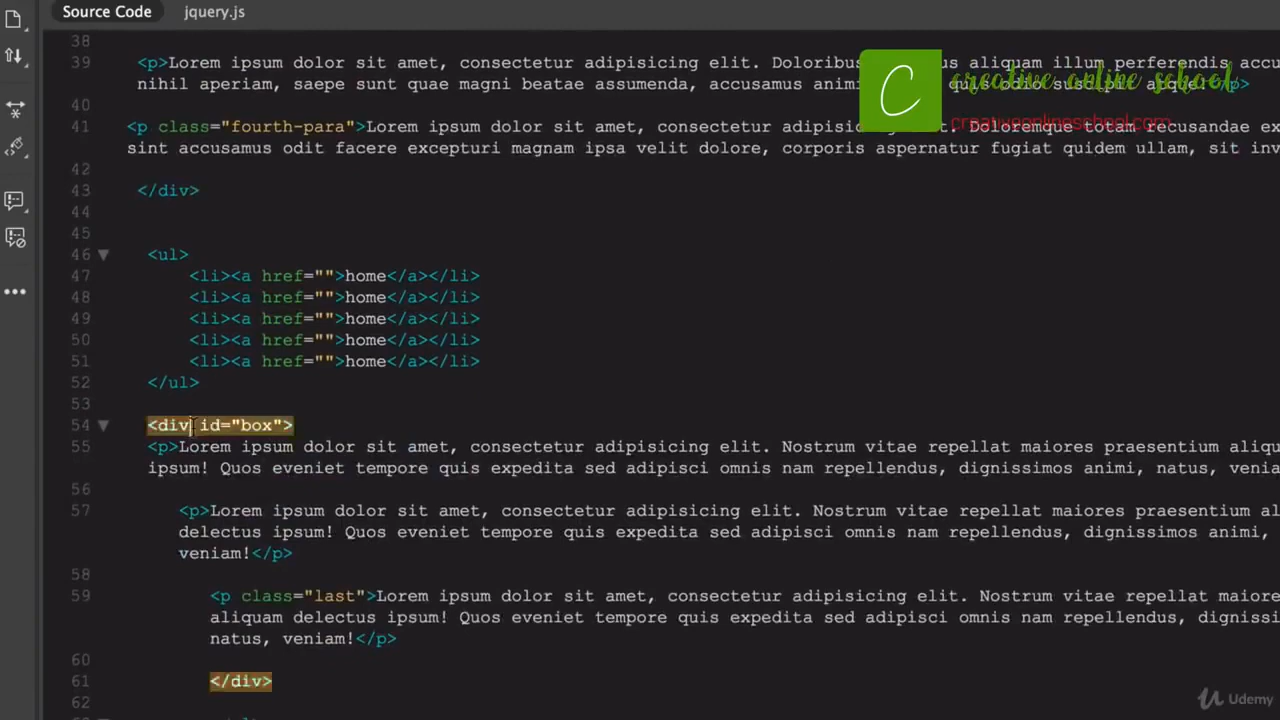 Source Code jquery.js
38
39 <p>Lorem ipsum dolor sit amet, consectetur adipisicing elit. Doloribus aliquam illum perferendis accu
nihil aperiam, saepe sunt quae magni beatae assumenda, accusamus animi quis odio suscipit atque</p>
creative online school
40
41 <p class="fourth-para">Lorem ipsum dolor sit amet, consectetur adipisicing elit. Doloremque totam recusandae ex
creativeonlineschool.com
sint accusamus odit facere excepturi magnam ipsa velit dolore, corporis aspernatur fugiat quidem ullam, sit inv
42
43 </div>
44
45
46 <ul>
47 <li><a href="">home</a></li>
48 <li><a href="">home</a></li>
49 <li><a href="">home</a></li>
50 <li><a href="">home</a></li>
51 <li><a href="">home</a></li>
52 </ul>
53
54 <div id="box">
55 <p>Lorem ipsum dolor sit amet, consectetur adipisicing elit. Nostrum vitae repellat maiores praesentium aliqu
ipsum! Quos eveniet tempore quis expedita sed adipisci omnis nam repellendus, dignissimos animi, natus, venia
56
57 <p>Lorem ipsum dolor sit amet, consectetur adipisicing elit. Nostrum vitae repellat maiores praesentium al
delectus ipsum! Quos eveniet tempore quis expedita sed adipisci omnis nam repellendus, dignissimos animi,
veniam!</p>
58
59 <p class="last">Lorem ipsum dolor sit amet, consectetur adipisicing elit. Nostrum vitae repellat maiore
aliquam delectus ipsum! Quos eveniet tempore quis expedita sed adipisci omnis nam repellendus, dignissi
natus, veniam!</p>
60
61 </div>
62
Udemy